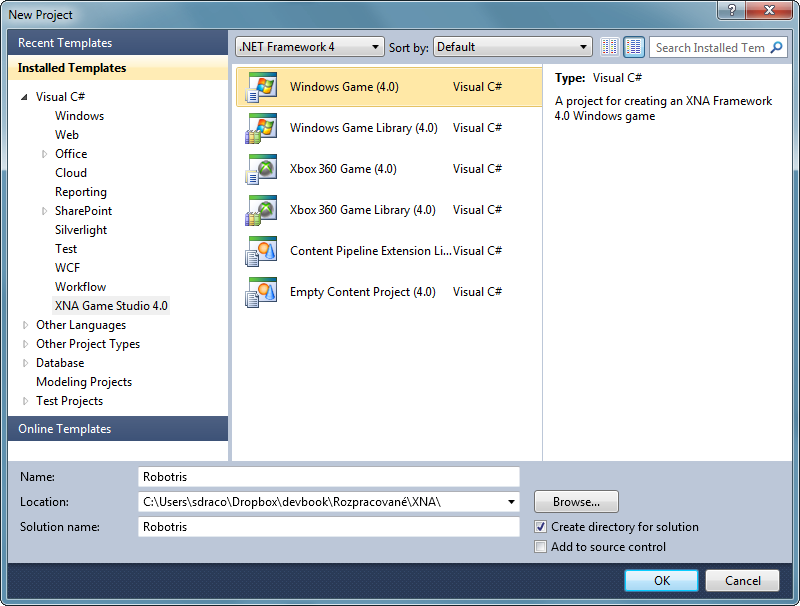 New Project
Recent Templates
Installed Templates
Visual C#
Windows
Web
Office
Cloud
Reporting
SharePoint
Silverlight
Test
WCF
Workflow
XNA Game Studio 4.0
Other Languages
Other Project Types
Database
Modeling Projects
Test Projects
Online Templates
.NET Framework 4 Sort by: Default Search Installed Tem
Windows Game (4.0) Visual C#
Windows Game Library (4.0) Visual C#
Xbox 360 Game (4.0) Visual C#
Xbox 360 Game Library (4.0) Visual C#
Content Pipeline Extension Li... Visual C#
Empty Content Project (4.0) Visual C#
Type: Visual C#
A project for creating an XNA Framework
4.0 Windows game
Name: Robotris
Location: C:\Users\sdraco\Dropbox\devbook\Rozpracované\XNA\ Browse...
Solution name: Robotris
Create directory for solution
Add to source control
OK Cancel